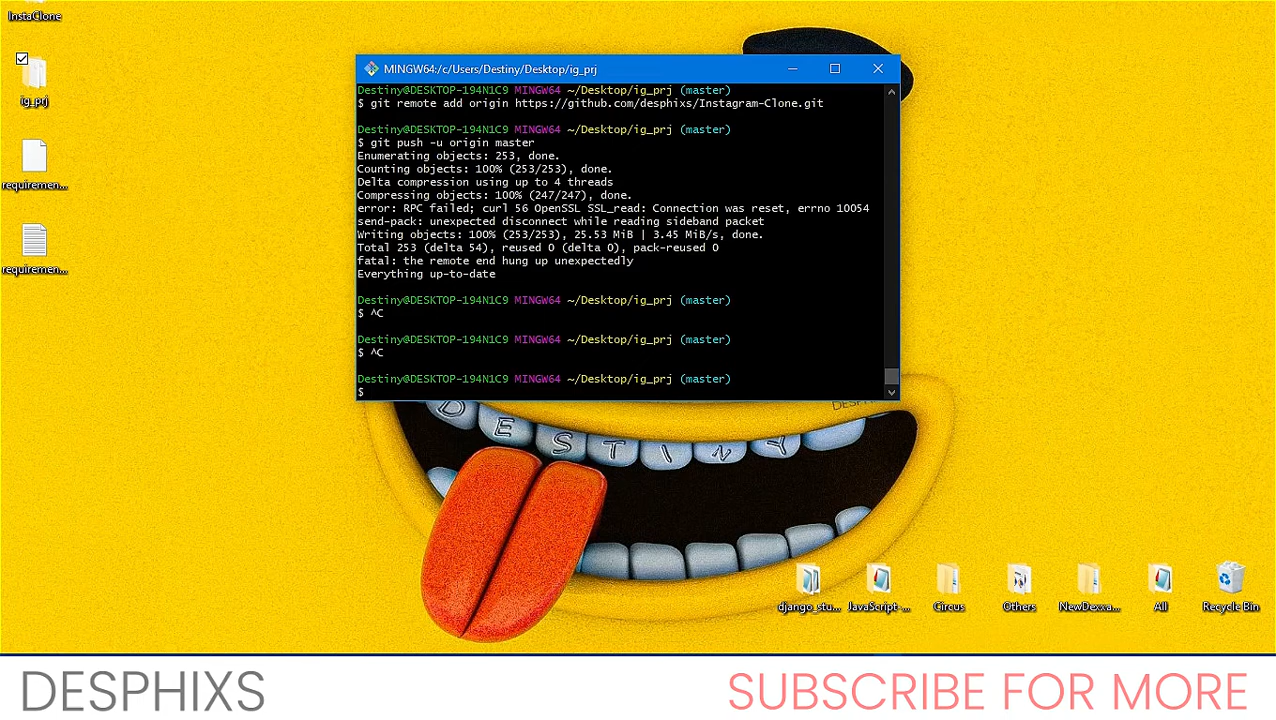 InstaClone
ig_prj
requiremen...
requiremen...
MINGW64:/c/Users/Destiny/Desktop/ig_prj
Destiny@DESKTOP-194N1C9 MINGW64 ~/Desktop/ig_prj (master)
$ git remote add origin https://github.com/desphixs/Instagram-Clone.git
Destiny@DESKTOP-194N1C9 MINGW64 ~/Desktop/ig_prj (master)
$ git push -u origin master
Enumerating objects: 253, done.
Counting objects: 100% (253/253), done.
Delta compression using up to 4 threads
Compressing objects: 100% (247/247), done.
error: RPC failed; curl 56 OpenSSL SSL_read: Connection was reset, errno 10054
send-pack: unexpected disconnect while reading sideband packet
Writing objects: 100% (253/253), 25.53 MiB | 3.45 MiB/s, done.
Total 253 (delta 54), reused 0 (delta 0), pack-reused 0
fatal: the remote end hung up unexpectedly
Everything up-to-date
Destiny@DESKTOP-194N1C9 MINGW64 ~/Desktop/ig_prj (master)
$ ^C
Destiny@DESKTOP-194N1C9 MINGW64 ~/Desktop/ig_prj (master)
$ ^C
Destiny@DESKTOP-194N1C9 MINGW64 ~/Desktop/ig_prj (master)
$
DESTINY
django_stu...
JavaScript-...
Circus
Others
NewDexxa...
All
Recycle Bin
DESPHIXS
SUBSCRIBE FOR MORE